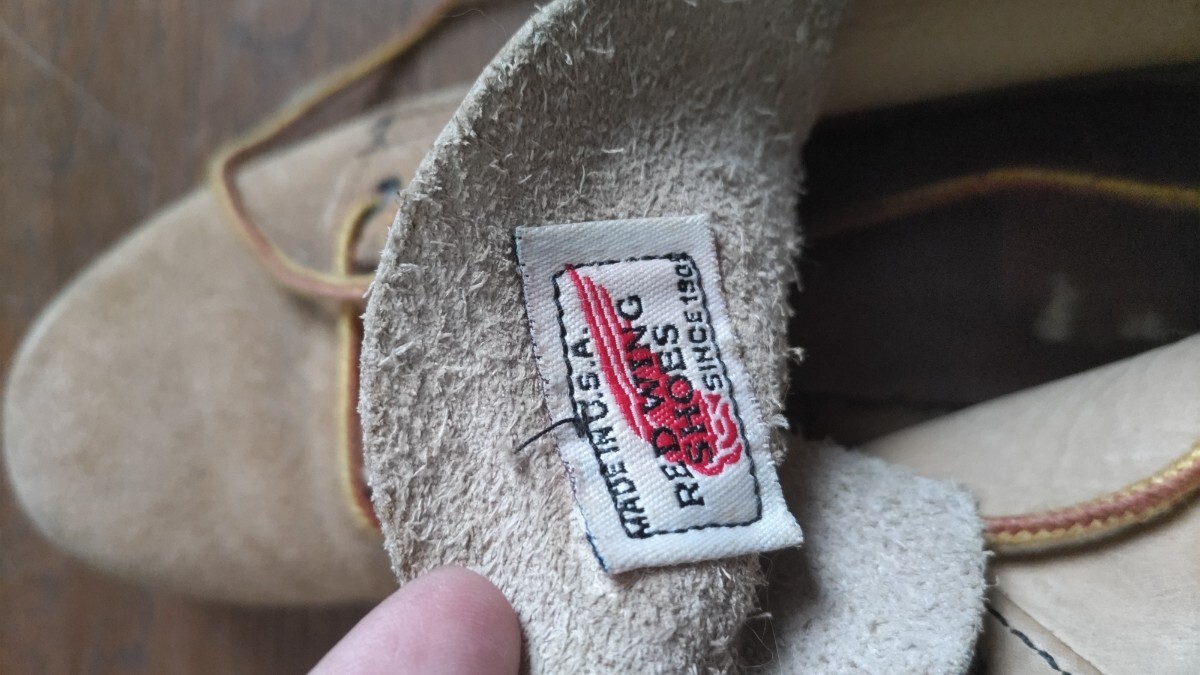 MADE IN U.S.A.
RED WING
SHOES
SINCE 1905